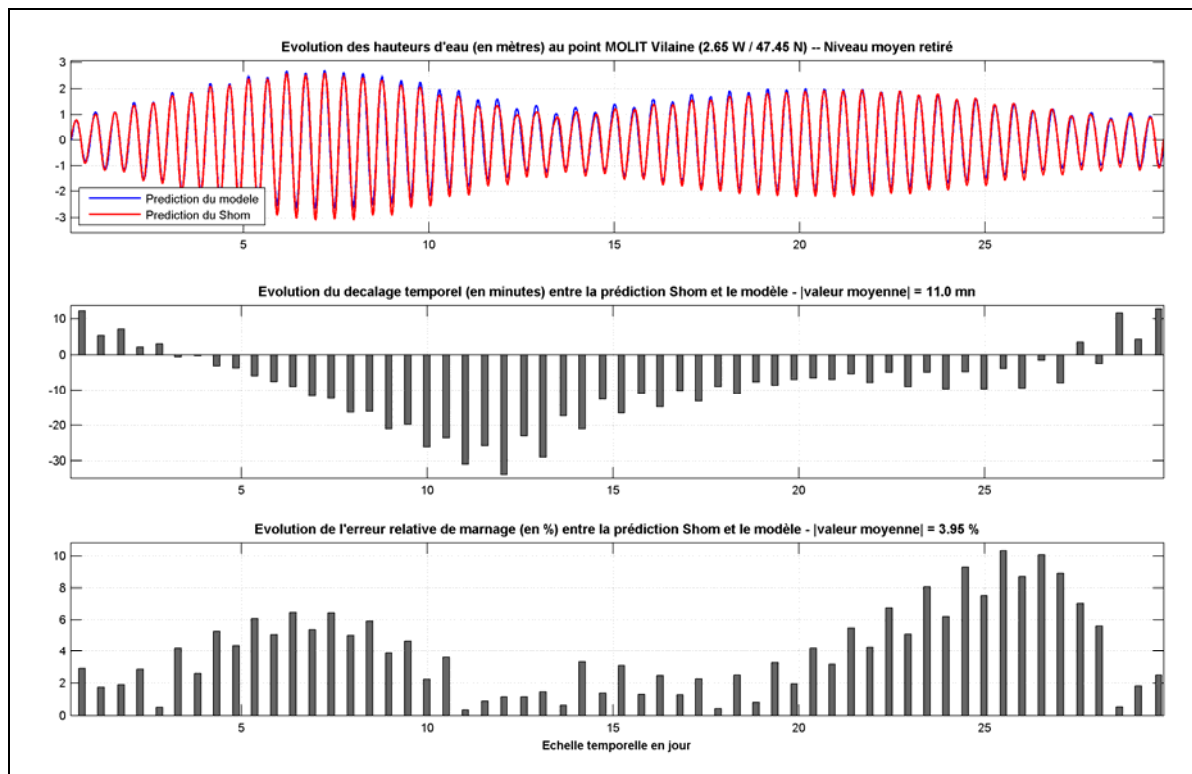 Evolution des hauteurs d'eau (en mètres) au point MOLIT Vilaine (2.65 W / 47.45 N) -- Niveau moyen retiré
3
2
1
0
-1
-2
-3
Prediction du modele
Prediction du Shom
5 10 15 20 25
Evolution du decalage temporel (en minutes) entre la prédiction Shom et le modèle - |valeur moyenne| = 11.0 mn
10
0
-10
-20
-30
5 10 15 20 25
Evolution de l'erreur relative de marnage (en %) entre la prédiction Shom et le modèle - |valeur moyenne| = 3.95 %
10
8
6
4
2
0
5 10 15 20 25
Echelle temporelle en jour